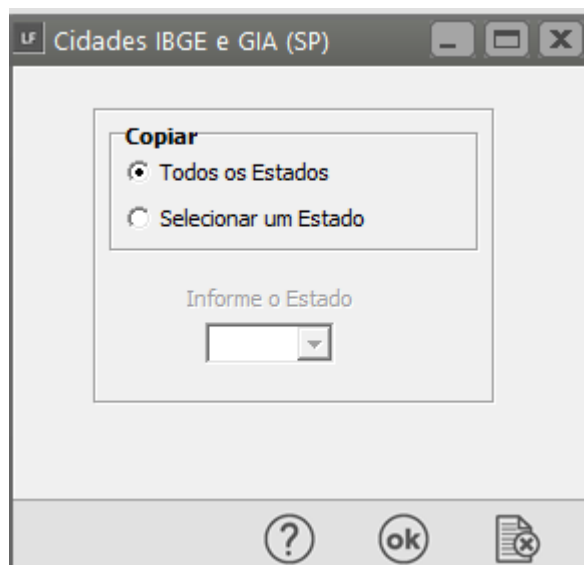 LF Cidades IBGE e GIA (SP)
Copiar
Todos os Estados
Selecionar um Estado
Informe o Estado
? ok